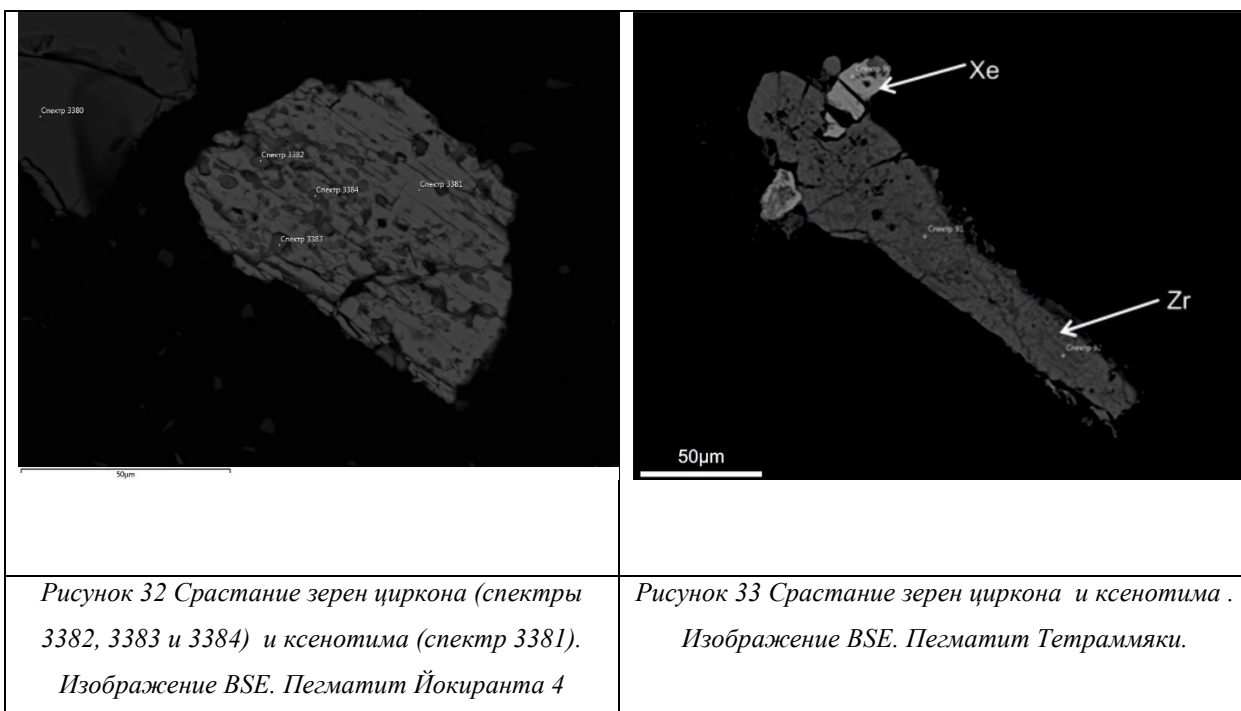 Спектр 3380
Спектр 3382
Спектр 3384
Спектр 3381
Спектр 3383
50μm
Xe
Спектр 91
Zr
Спектр 92
50μm
Рисунок 32 Срастание зерен циркона (спектры
3382, 3383 и 3384) и ксенотима (спектр 3381).
Изображение BSE. Пегматит Йокиранта 4
Рисунок 33 Срастание зерен циркона и ксенотима .
Изображение BSE. Пегматит Тетраммяки.